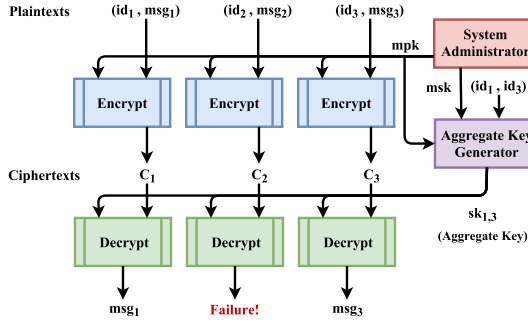 Plaintexts
(id1 , msg1)
(id2 , msg2)
(id3 , msg3)
System
Administrator
mpk
msk
(id1 , id3)
Encrypt
Encrypt
Encrypt
Aggregate Key
Generator
Ciphertexts
C1
C2
C3
sk1,3
(Aggregate Key)
Decrypt
Decrypt
Decrypt
msg1
Failure!
msg3